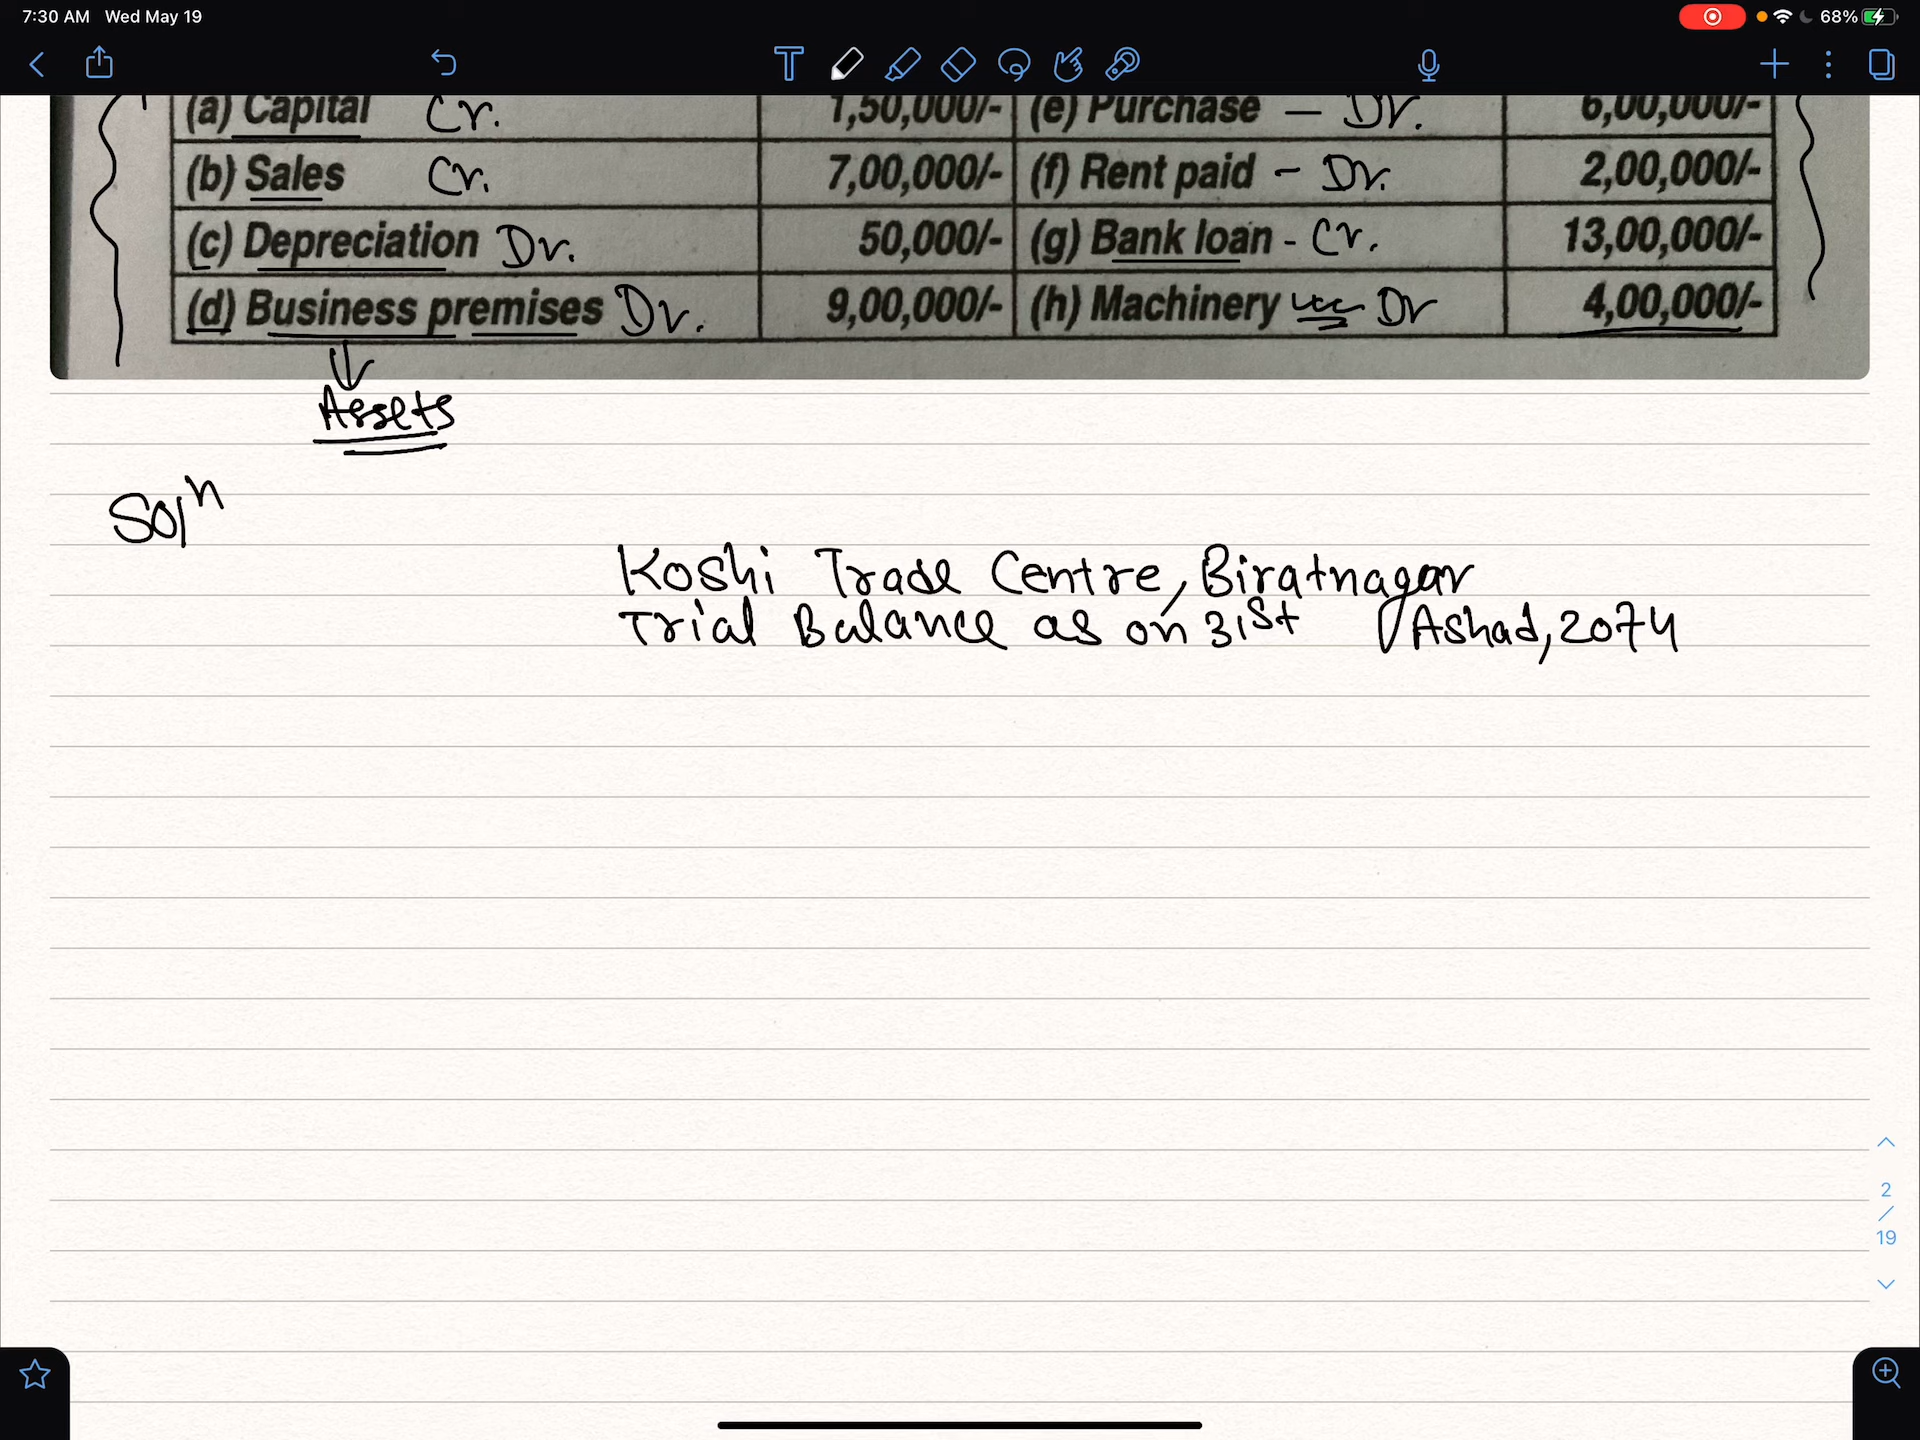 7:30 AM Wed May 19
68%
T
(a) Capital Cr. 1,50,000/- (e) Purchase — Dr. 6,00,000/-
(b) Sales Cr. 7,00,000/- (f) Rent paid - Dr. 2,00,000/-
(c) Depreciation Dr. 50,000/- (g) Bank loan - Cr. 13,00,000/-
(d) Business premises Dr. 9,00,000/- (h) Machinery Dr 4,00,000/-
Assets
Solⁿ
Koshi Trade Centre, Biratnagar
Trial Balance as on 31st Ashad, 2074
2
/
19